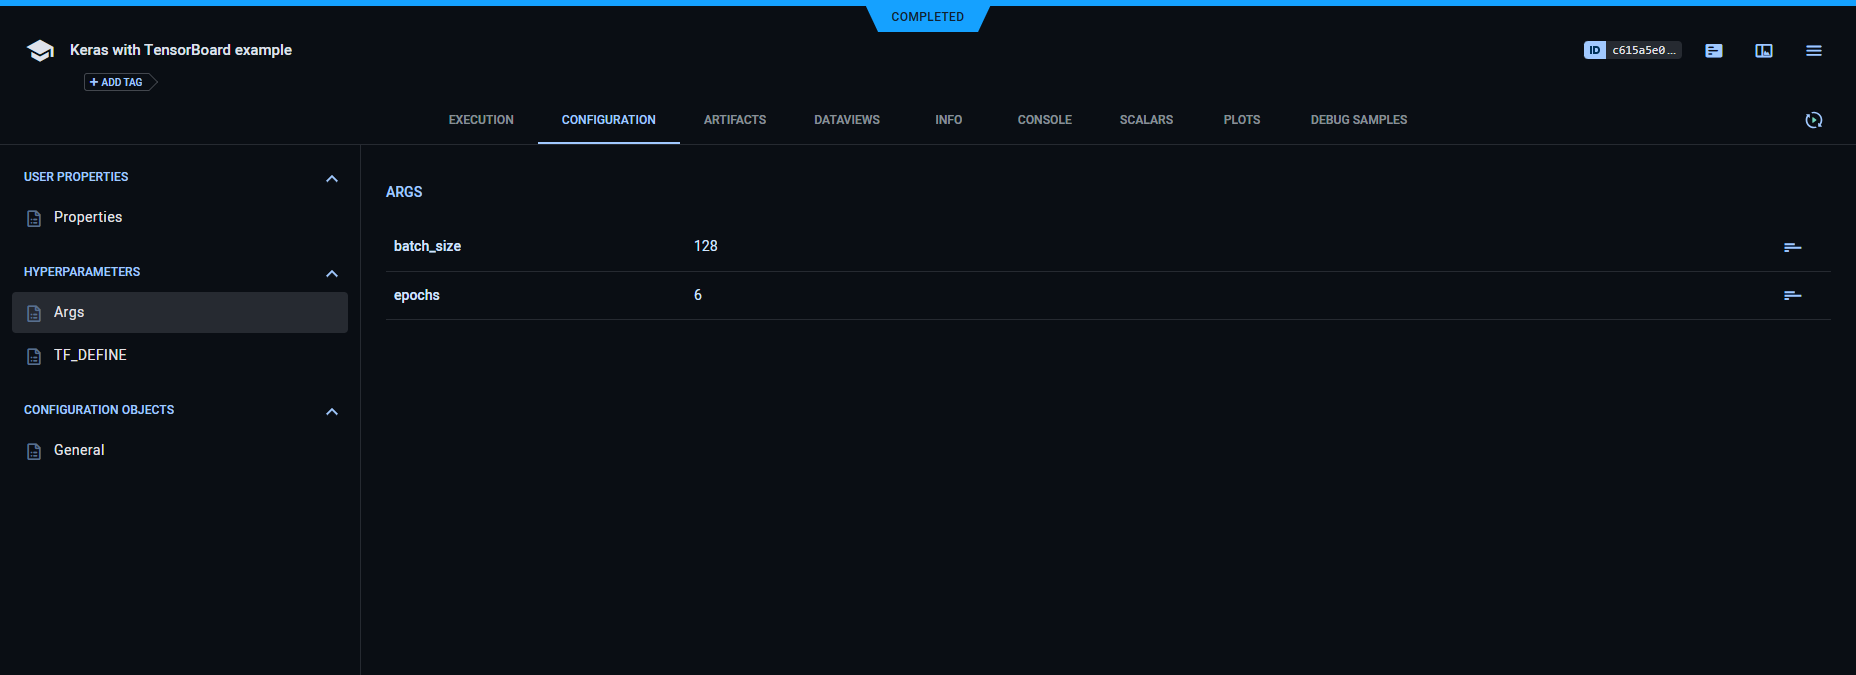 COMPLETED
Keras with TensorBoard example
ID c615a5e0...
+ ADD TAG
EXECUTION CONFIGURATION ARTIFACTS DATAVIEWS INFO CONSOLE SCALARS PLOTS DEBUG SAMPLES
USER PROPERTIES
Properties
HYPERPARAMETERS
Args
TF_DEFINE
CONFIGURATION OBJECTS
General
ARGS
batch_size 128
epochs 6